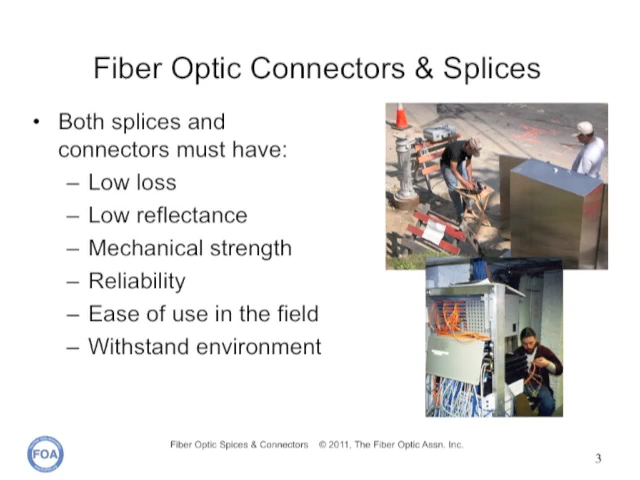 Fiber Optic Connectors & Splices
• Both splices and
connectors must have:
– Low loss
– Low reflectance
– Mechanical strength
– Reliability
– Ease of use in the field
– Withstand environment
Fiber Optic Spices & Connectors © 2011, The Fiber Optic Assn. Inc.
FOA
3